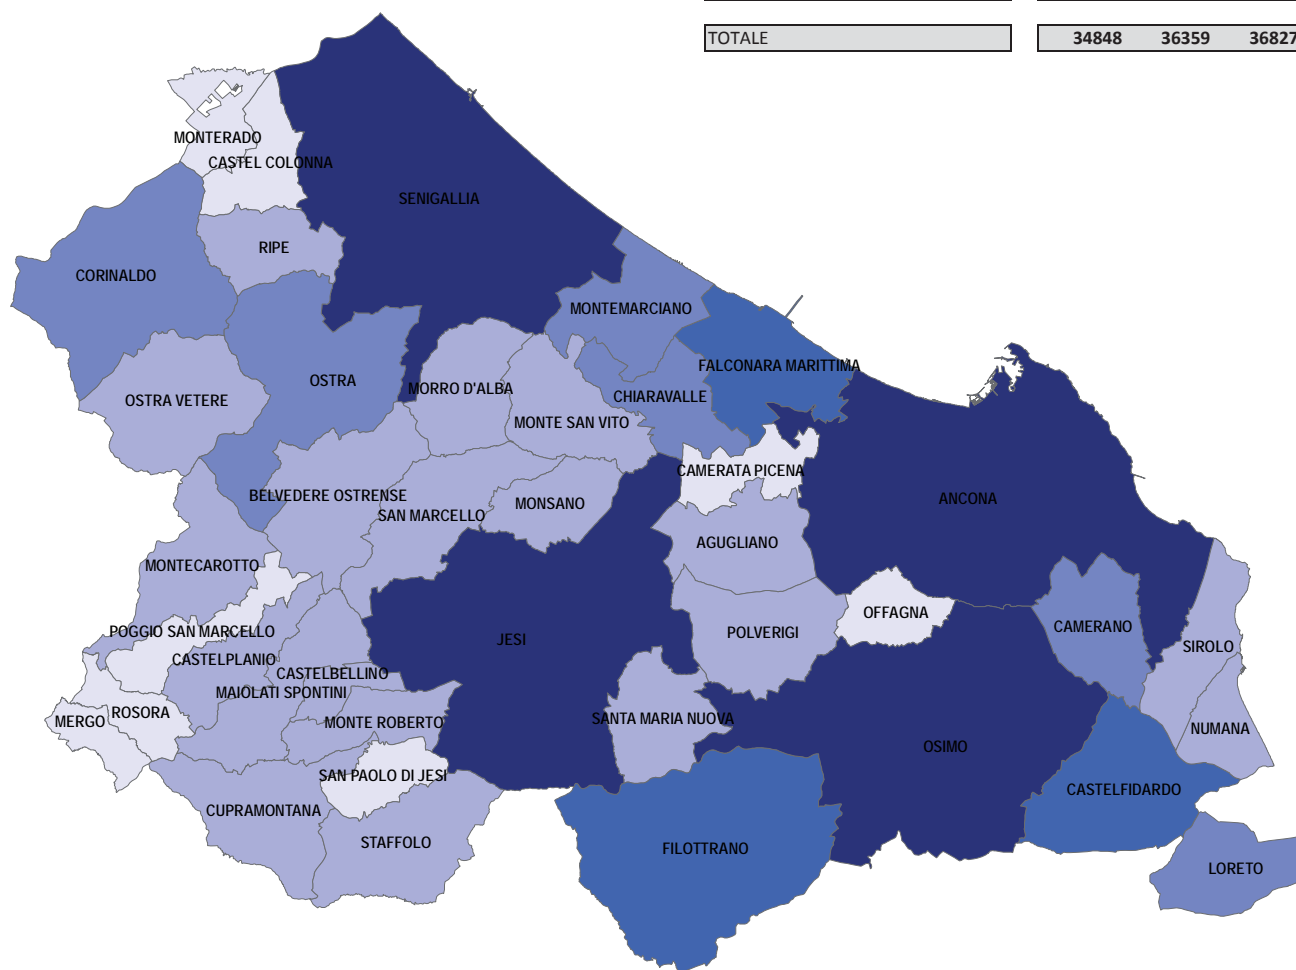 TOTALE 34848 36359 36827
MONTERADO
CASTEL COLONNA
SENIGALLIA
RIPE
CORINALDO
MONTEMARCIANO
FALCONARA MARITTIMA
OSTRA
MORRO D'ALBA
CHIARAVALLE
OSTRA VETERE
MONTE SAN VITO
CAMERATA PICENA
BELVEDERE OSTRENSE
ANCONA
MONSANO
SAN MARCELLO
AGUGLIANO
MONTECAROTTO
OFFAGNA
CAMERANO
POGGIO SAN MARCELLO
POLVERIGI
JESI
SIROLO
CASTELPLANIO
CASTELBELLINO
MAIOLATI SPONTINI
ROSORA
MERGO
MONTE ROBERTO
SANTA MARIA NUOVA
NUMANA
OSIMO
SAN PAOLO DI JESI
CASTELFIDARDO
CUPRAMONTANA
STAFFOLO
FILOTTRANO
LORETO